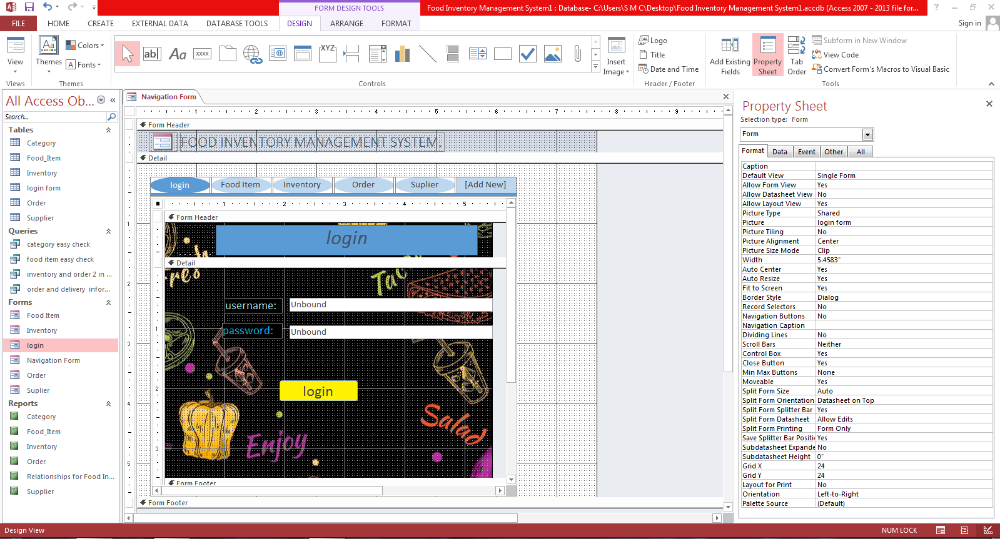 FORM DESIGN TOOLS
Food Inventory Management System1 : Database- C:\Users\S M C\Desktop\Food Inventory Management System1.accdb (Access 2007 - 2013 file for...
FILE HOME CREATE EXTERNAL DATA DATABASE TOOLS DESIGN ARRANGE FORMAT
Sign in
View
Views
Aa
Themes
Colors
A Fonts
Themes
ab|
Aa
xxxx
XYZ
Controls
Insert
Image
Logo
Title
Date and Time
Header / Footer
Add Existing
Fields
Property
Sheet
Tab
Order
Subform in New Window
View Code
Convert Form's Macros to Visual Basic
Tools
All Access Ob...
Search...
Tables
Category
Food_Item
Inventory
login form
Order
Supplier
Queries
category easy check
food item easy check
inventory and order 2 in ...
order and delivery infor...
Forms
Food Item
Inventory
login
Navigation Form
Order
Suplier
Reports
Category
Food_Item
Inventory
Order
Relationships for Food In...
Supplier
Navigation Form
1 2 3 4 5 6 7 8 9
Form Header
FOOD INVENTORY MANAGEMENT SYSTEM.
Detail
login Food Item Inventory Order Suplier [Add New]
1 2 3 4 5
Form Header
login
Detail
username: Unbound
password: Unbound
login
Enjoy
Salad
1
2
3
Form Footer
1
2
3
4
5
Form Footer
Property Sheet
Selection type: Form
Form
Format Data Event Other All
Caption
Default View Single Form
Allow Form View Yes
Allow Datasheet View No
Allow Layout View Yes
Picture Type Shared
Picture login form
Picture Tiling No
Picture Alignment Center
Picture Size Mode Clip
Width 5.4583"
Auto Center Yes
Auto Resize Yes
Fit to Screen Yes
Border Style Dialog
Record Selectors No
Navigation Buttons No
Navigation Caption
Dividing Lines No
Scroll Bars Neither
Control Box Yes
Close Button Yes
Min Max Buttons None
Moveable Yes
Split Form Size Auto
Split Form Orientation Datasheet on Top
Split Form Splitter Bar Yes
Split Form Datasheet Allow Edits
Split Form Printing Form Only
Save Splitter Bar Positi Yes
Subdatasheet Expande No
Subdatasheet Height 0"
Grid X 24
Grid Y 24
Layout for Print No
Orientation Left-to-Right
Palette Source (Default)
Design View
NUM LOCK